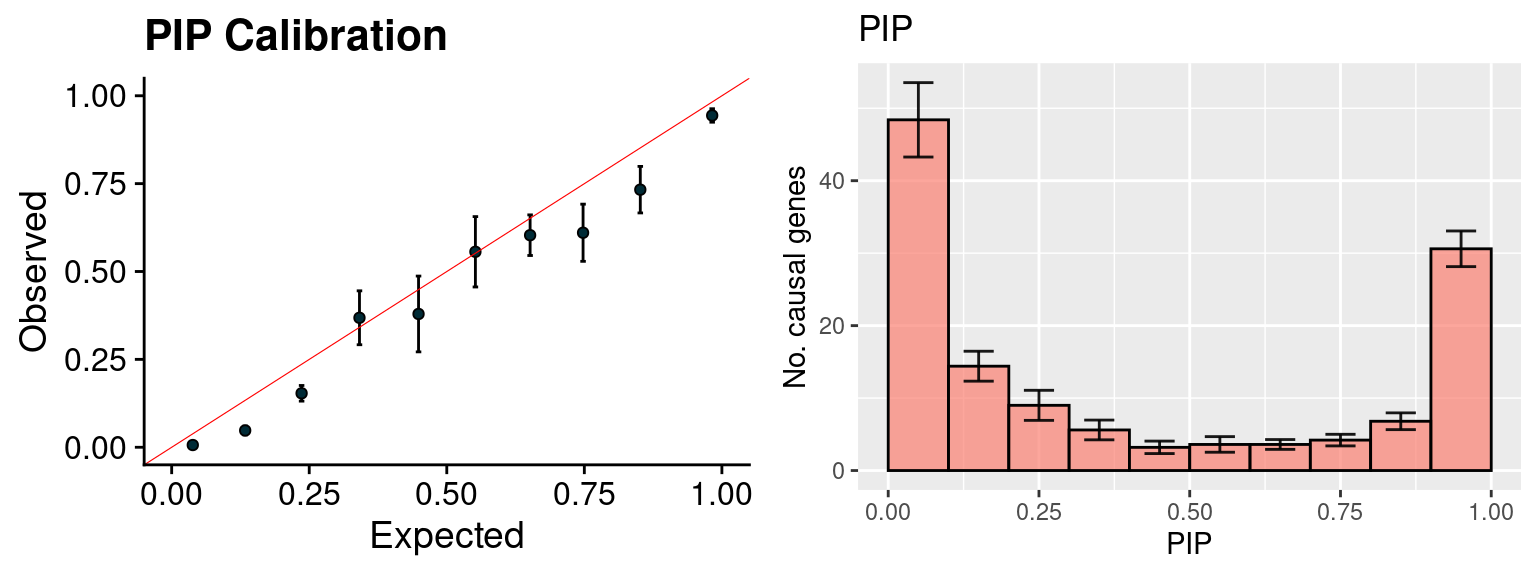 PIP Calibration
Observed
1.00
0.75
0.50
0.25
0.00
0.00 0.25 0.50 0.75 1.00
Expected
PIP
No. causal genes
40
20
0
0.00 0.25 0.50 0.75 1.00
PIP